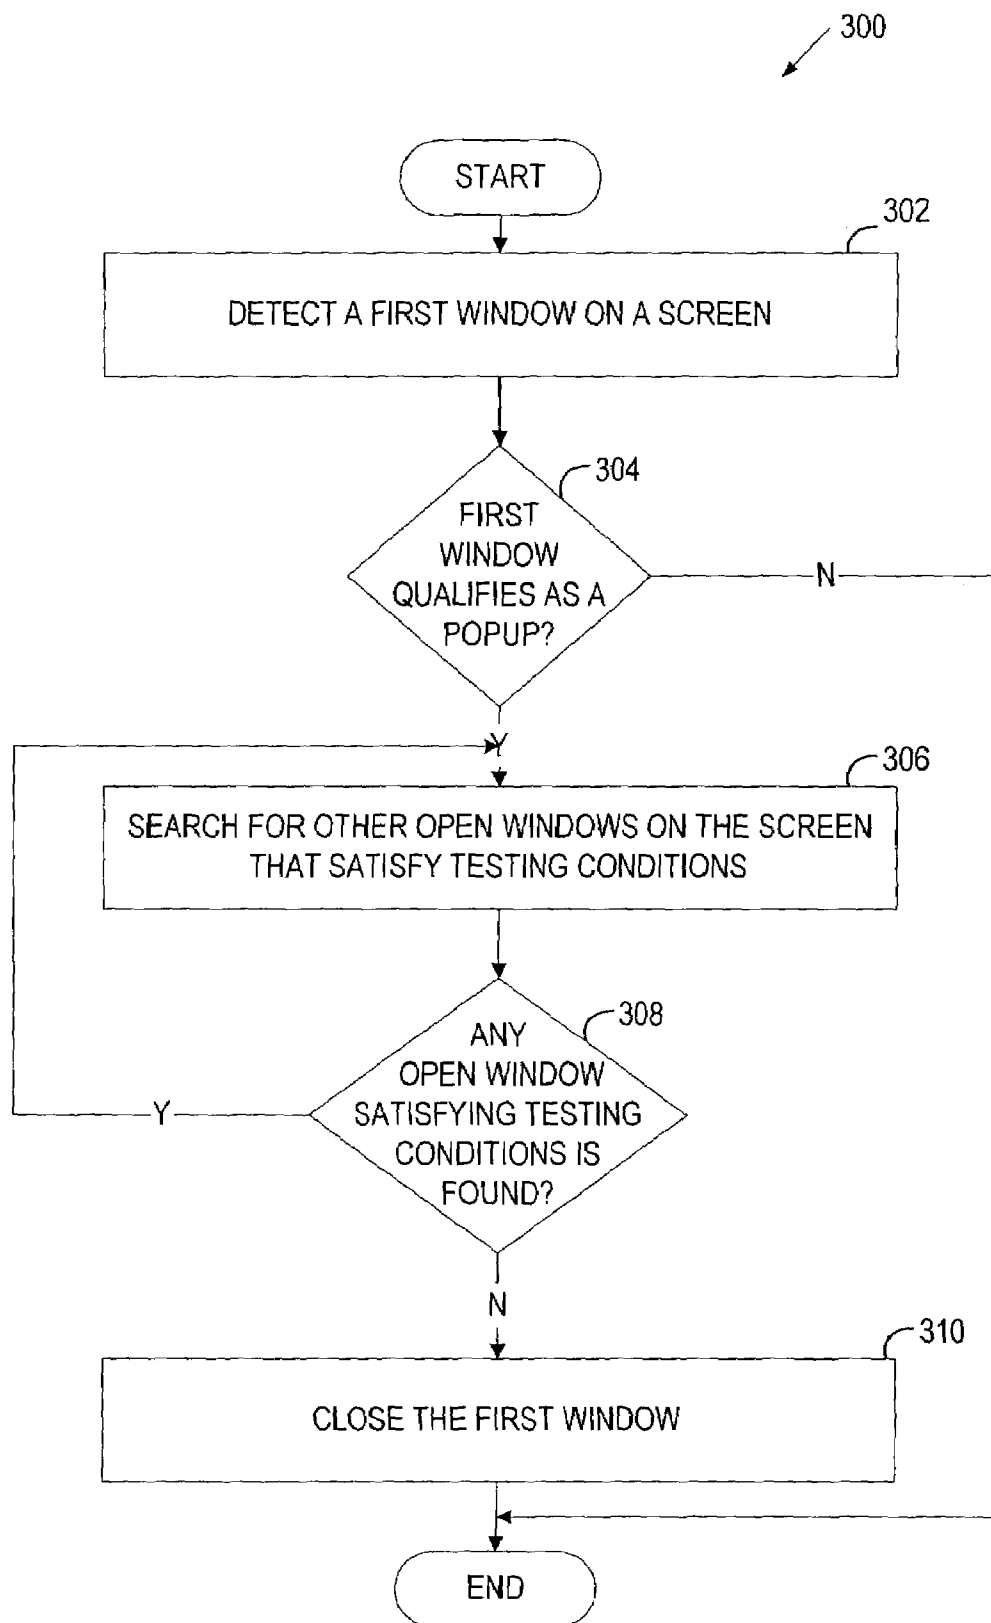 300
START
302
DETECT A FIRST WINDOW ON A SCREEN
304
FIRST
WINDOW
QUALIFIES AS A
POPUP?
N
Y
306
SEARCH FOR OTHER OPEN WINDOWS ON THE SCREEN
THAT SATISFY TESTING CONDITIONS
308
ANY
OPEN WINDOW
SATISFYING TESTING
CONDITIONS IS
FOUND?
Y
N
310
CLOSE THE FIRST WINDOW
END